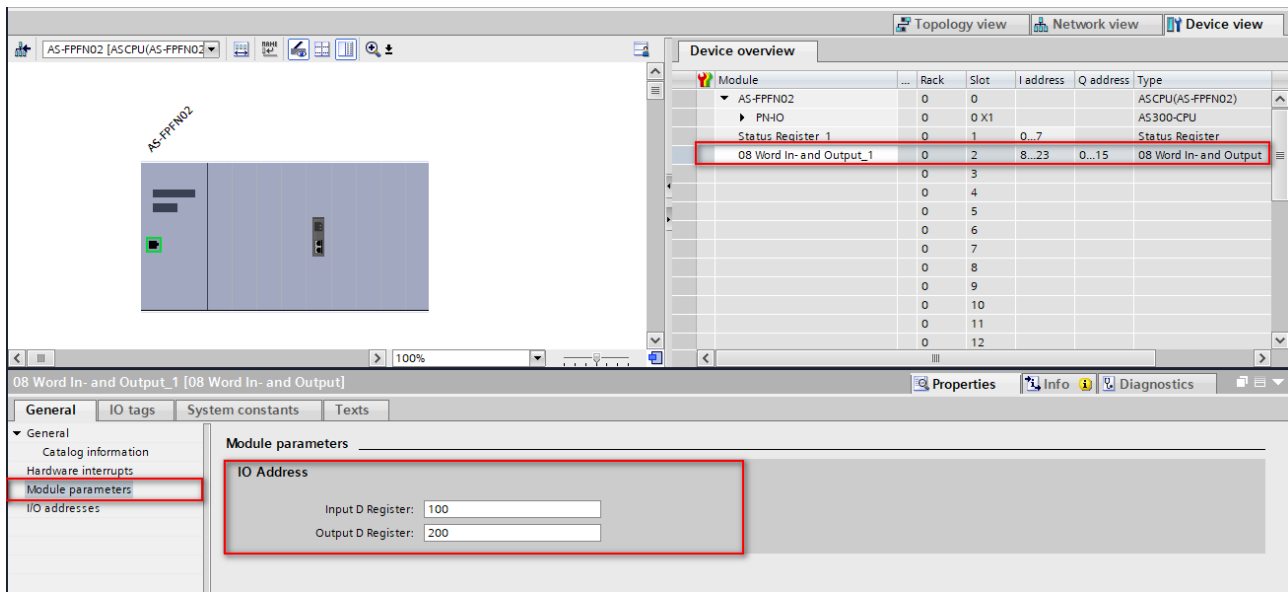 Topology view Network view Device view
AS-FPFN02 [ASCPU(AS-FPFN02
Device overview
Module ... Rack Slot I address Q address Type
AS-FPFN02 0 0 ASCPU(AS-FPFN02)
PN-IO 0 0 X1 AS300-CPU
Status Register_1 0 1 0...7 Status Register
08 Word In- and Output_1 0 2 8...23 0...15 08 Word In- and Output
0 3
0 4
0 5
0 6
0 7
0 8
0 9
0 10
0 11
0 12
AS-FPFN02
100%
08 Word In- and Output_1 [08 Word In- and Output]
Properties Info Diagnostics
General IO tags System constants Texts
General
Catalog information
Hardware interrupts
Module parameters
I/O addresses
Module parameters
IO Address
Input D Register: 100
Output D Register: 200